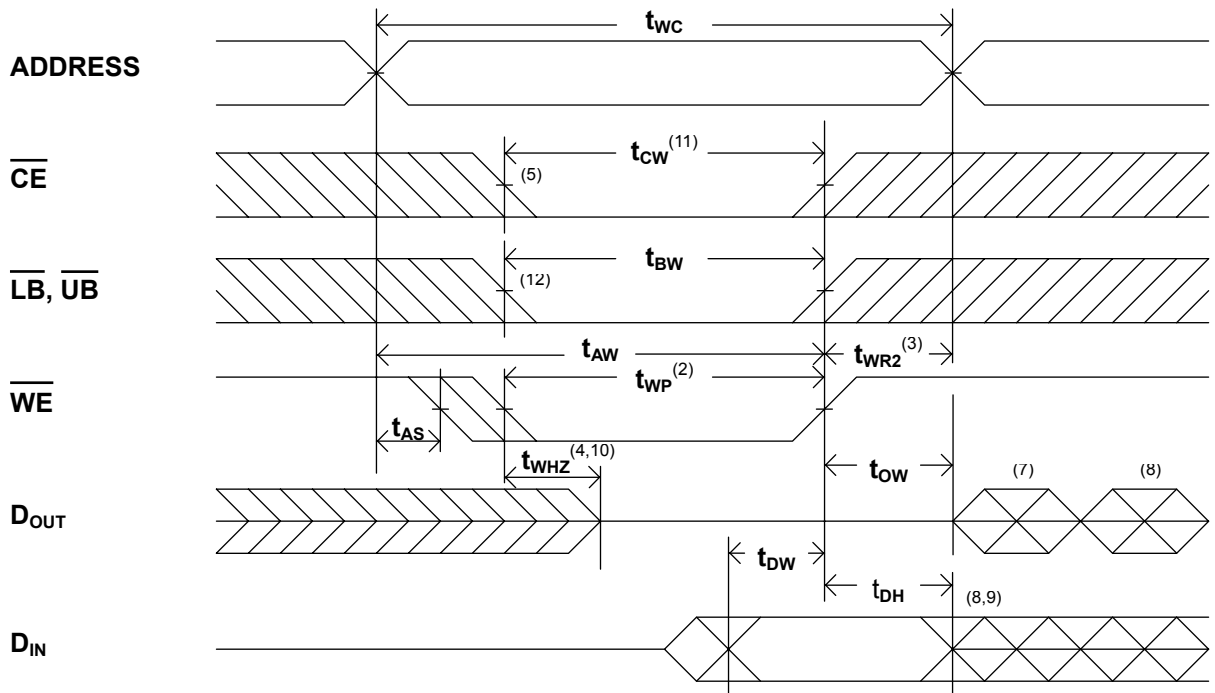 tWC
ADDRESS
tCW(11)
CE
(5)
tBW
LB, UB
(12)
tAW
tWR2(3)
tWP(2)
WE
tAS
tWHZ(4,10)
tOW
(7)
(8)
DOUT
tDW
tDH
(8,9)
DIN